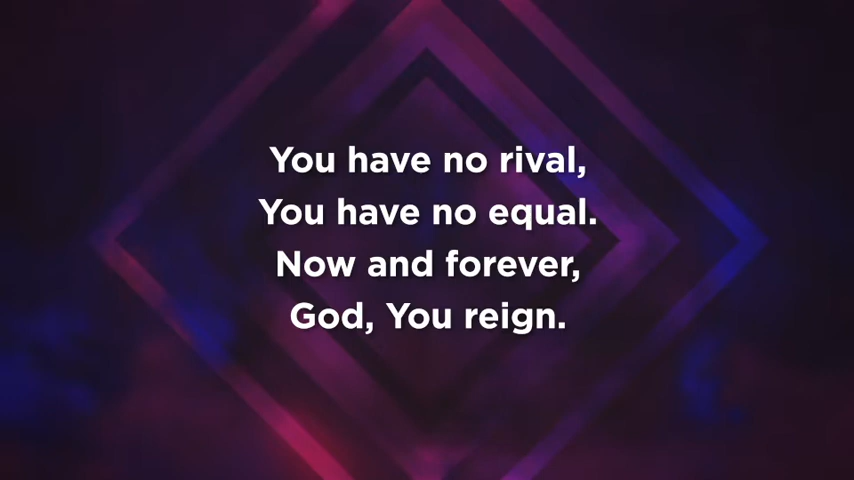 You have no rival,
You have no equal.
Now and forever,
God, You reign.